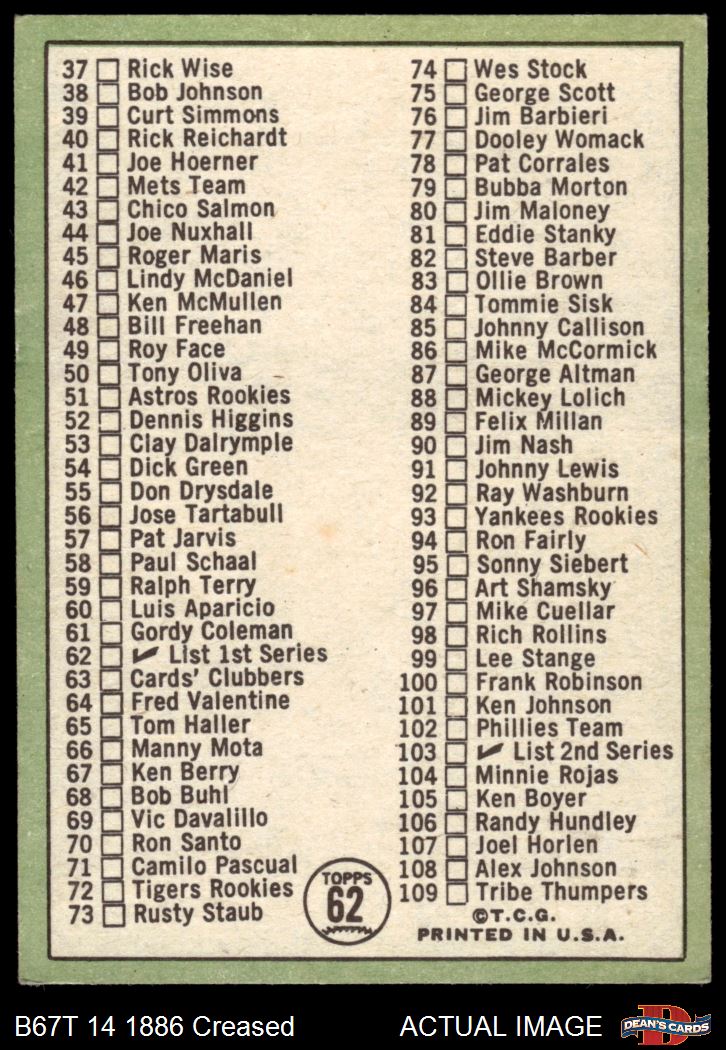 37 Rick Wise
38 Bob Johnson
39 Curt Simmons
40 Rick Reichardt
41 Joe Hoerner
42 Mets Team
43 Chico Salmon
44 Joe Nuxhall
45 Roger Maris
46 Lindy McDaniel
47 Ken McMullen
48 Bill Freehan
49 Roy Face
50 Tony Oliva
51 Astros Rookies
52 Dennis Higgins
53 Clay Dalrymple
54 Dick Green
55 Don Drysdale
56 Jose Tartabull
57 Pat Jarvis
58 Paul Schaal
59 Ralph Terry
60 Luis Aparicio
61 Gordy Coleman
62 ✓ List 1st Series
63 Cards' Clubbers
64 Fred Valentine
65 Tom Haller
66 Manny Mota
67 Ken Berry
68 Bob Buhl
69 Vic Davalillo
70 Ron Santo
71 Camilo Pascual
72 Tigers Rookies
73 Rusty Staub
TOPPS
62
74 Wes Stock
75 George Scott
76 Jim Barbieri
77 Dooley Womack
78 Pat Corrales
79 Bubba Morton
80 Jim Maloney
81 Eddie Stanky
82 Steve Barber
83 Ollie Brown
84 Tommie Sisk
85 Johnny Callison
86 Mike McCormick
87 George Altman
88 Mickey Lolich
89 Felix Millan
90 Jim Nash
91 Johnny Lewis
92 Ray Washburn
93 Yankees Rookies
94 Ron Fairly
95 Sonny Siebert
96 Art Shamsky
97 Mike Cuellar
98 Rich Rollins
99 Lee Stange
100 Frank Robinson
101 Ken Johnson
102 Phillies Team
103 ✓ List 2nd Series
104 Minnie Rojas
105 Ken Boyer
106 Randy Hundley
107 Joel Horlen
108 Alex Johnson
109 Tribe Thumpers
©T.C.G.
PRINTED IN U.S.A.
B67T 14 1886 Creased
ACTUAL IMAGE
D
DEAN'S CARDS